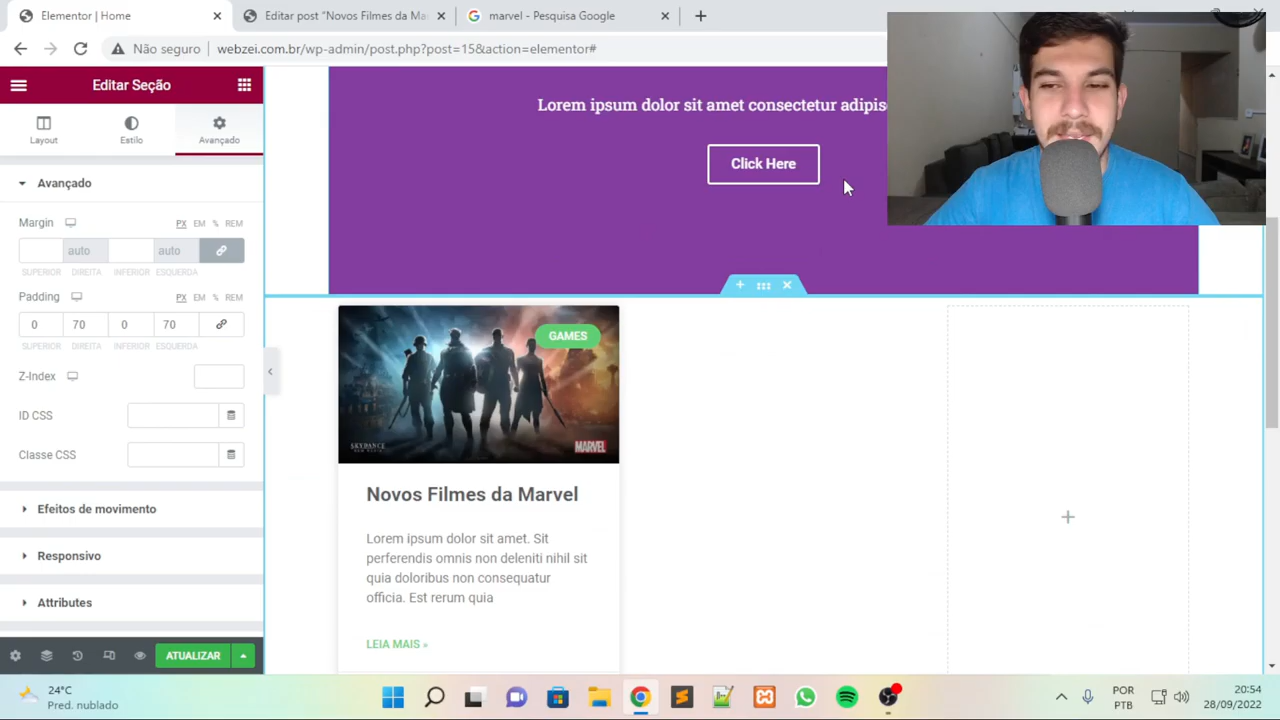 Elementor | Home
Editar post "Novos Filmes da Ma
marvel - Pesquisa Google
Não seguro
webzei.com.br/wp-admin/post.php?post=15&action=elementor#
Editar Seção
Layout
Estilo
Avançado
Avançado
Margin
PX EM % REM
auto auto
SUPERIOR DIREITA INFERIOR ESQUERDA
Padding
PX EM % REM
0 70 0 70
SUPERIOR DIREITA INFERIOR ESQUERDA
Z-Index
ID CSS
Classe CSS
Efeitos de movimento
Responsivo
Attributes
ATUALIZAR
Lorem ipsum dolor sit amet consectetur adipis
Click Here
GAMES
SKYDANCE
MARVEL
Novos Filmes da Marvel
Lorem ipsum dolor sit amet. Sit
perferendis omnis non deleniti nihil sit
quia doloribus non consequatur
officia. Est rerum quia
LEIA MAIS »
24°C
Pred. nublado
POR
PTB
20:54
28/09/2022